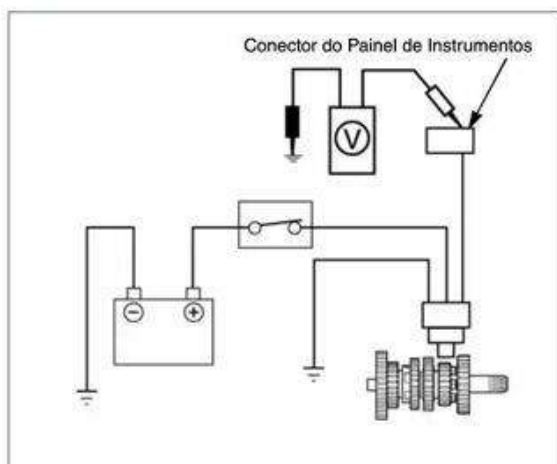 Conector do Painel de Instrumentos
V
− +